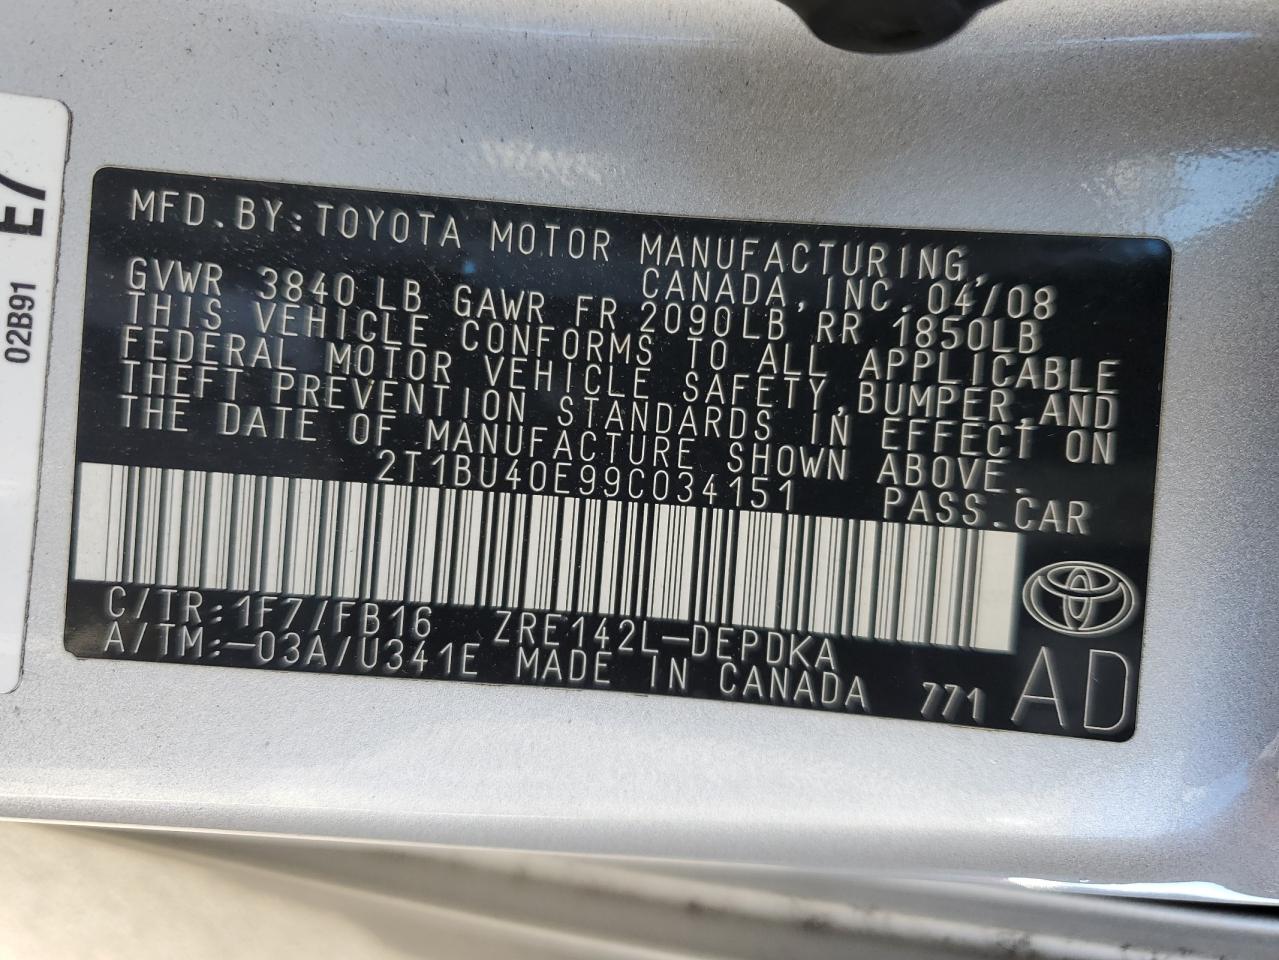 MFD.BY:TOYOTA MOTOR MANUFACTURING,
CANADA, INC. 04/08
GVWR 3840 LB GAWR FR 2090LB RR 1850LB
THIS VEHICLE CONFORMS TO ALL APPLICABLE
FEDERAL MOTOR VEHICLE SAFETY, BUMPER, AND
THEFT PREVENTION STANDARDS IN EFFECT ON
THE DATE OF MANUFACTURE SHOWN ABOVE.
2T1BU40E99C034151 PASS.CAR
C/TR:1F7/FB16 ZRE142L-DEPDKA
A/TM:-03A/U341E MADE IN CANADA 771 AD
E7
02B91